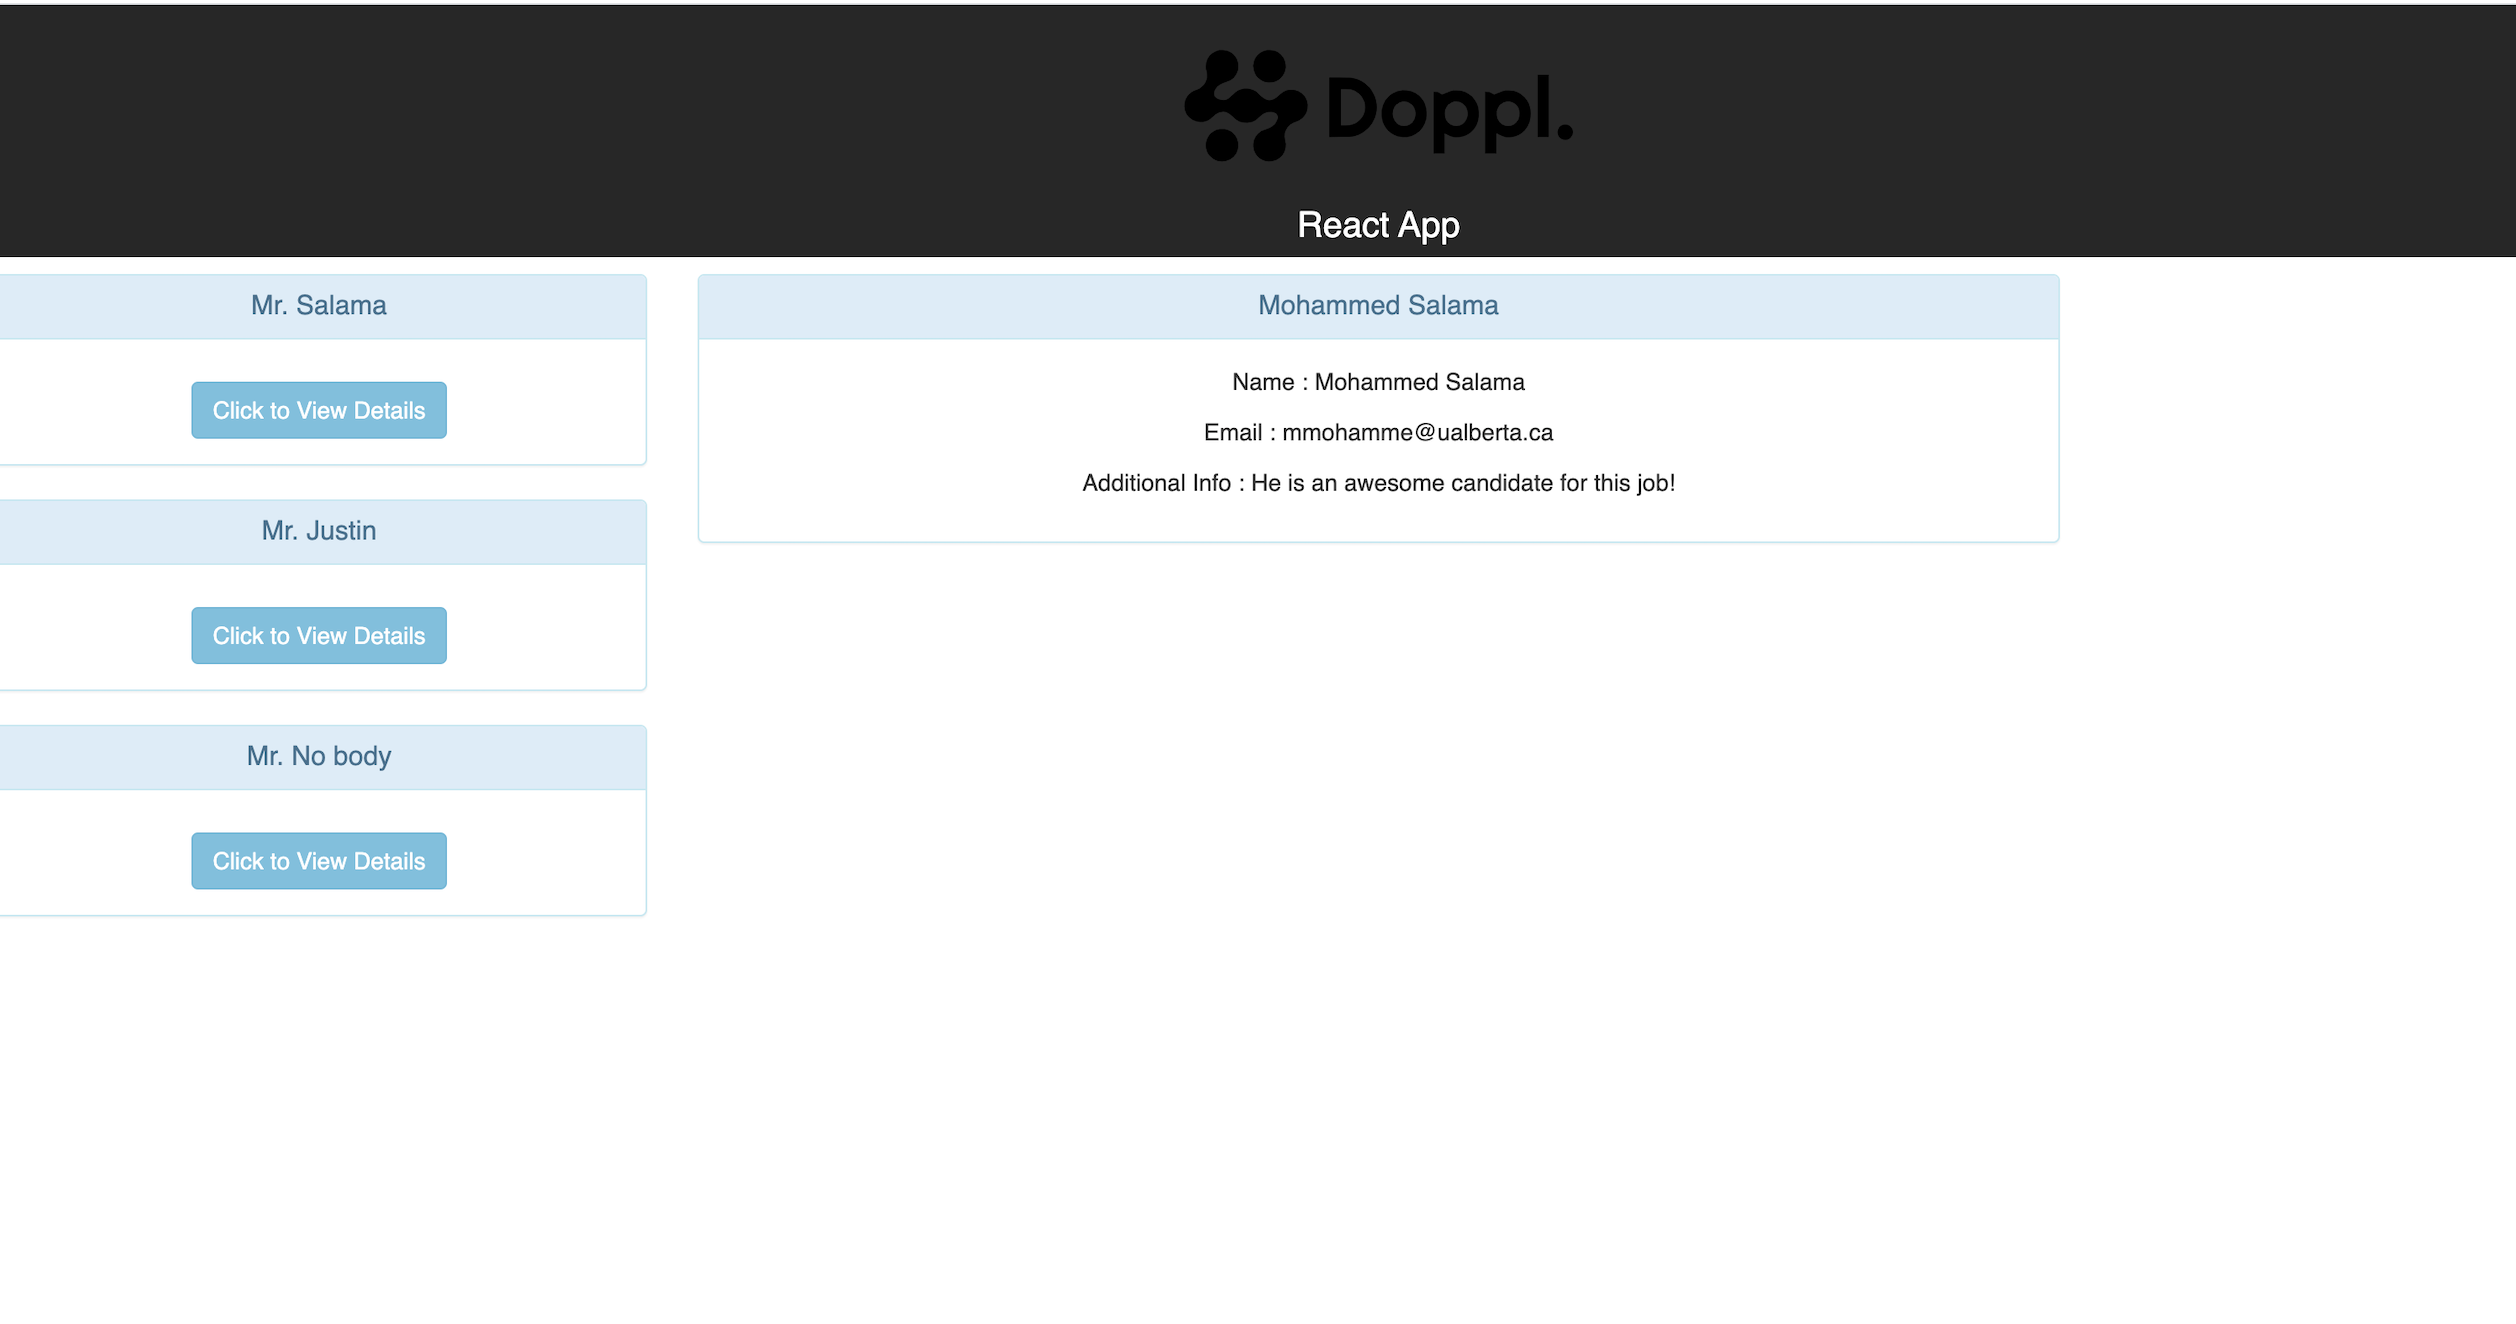 Doppl.
React App
Mr. Salama
Click to View Details
Mr. Justin
Click to View Details
Mr. No body
Click to View Details
Mohammed Salama
Name : Mohammed Salama
Email : mmohamme@ualberta.ca
Additional Info : He is an awesome candidate for this job!